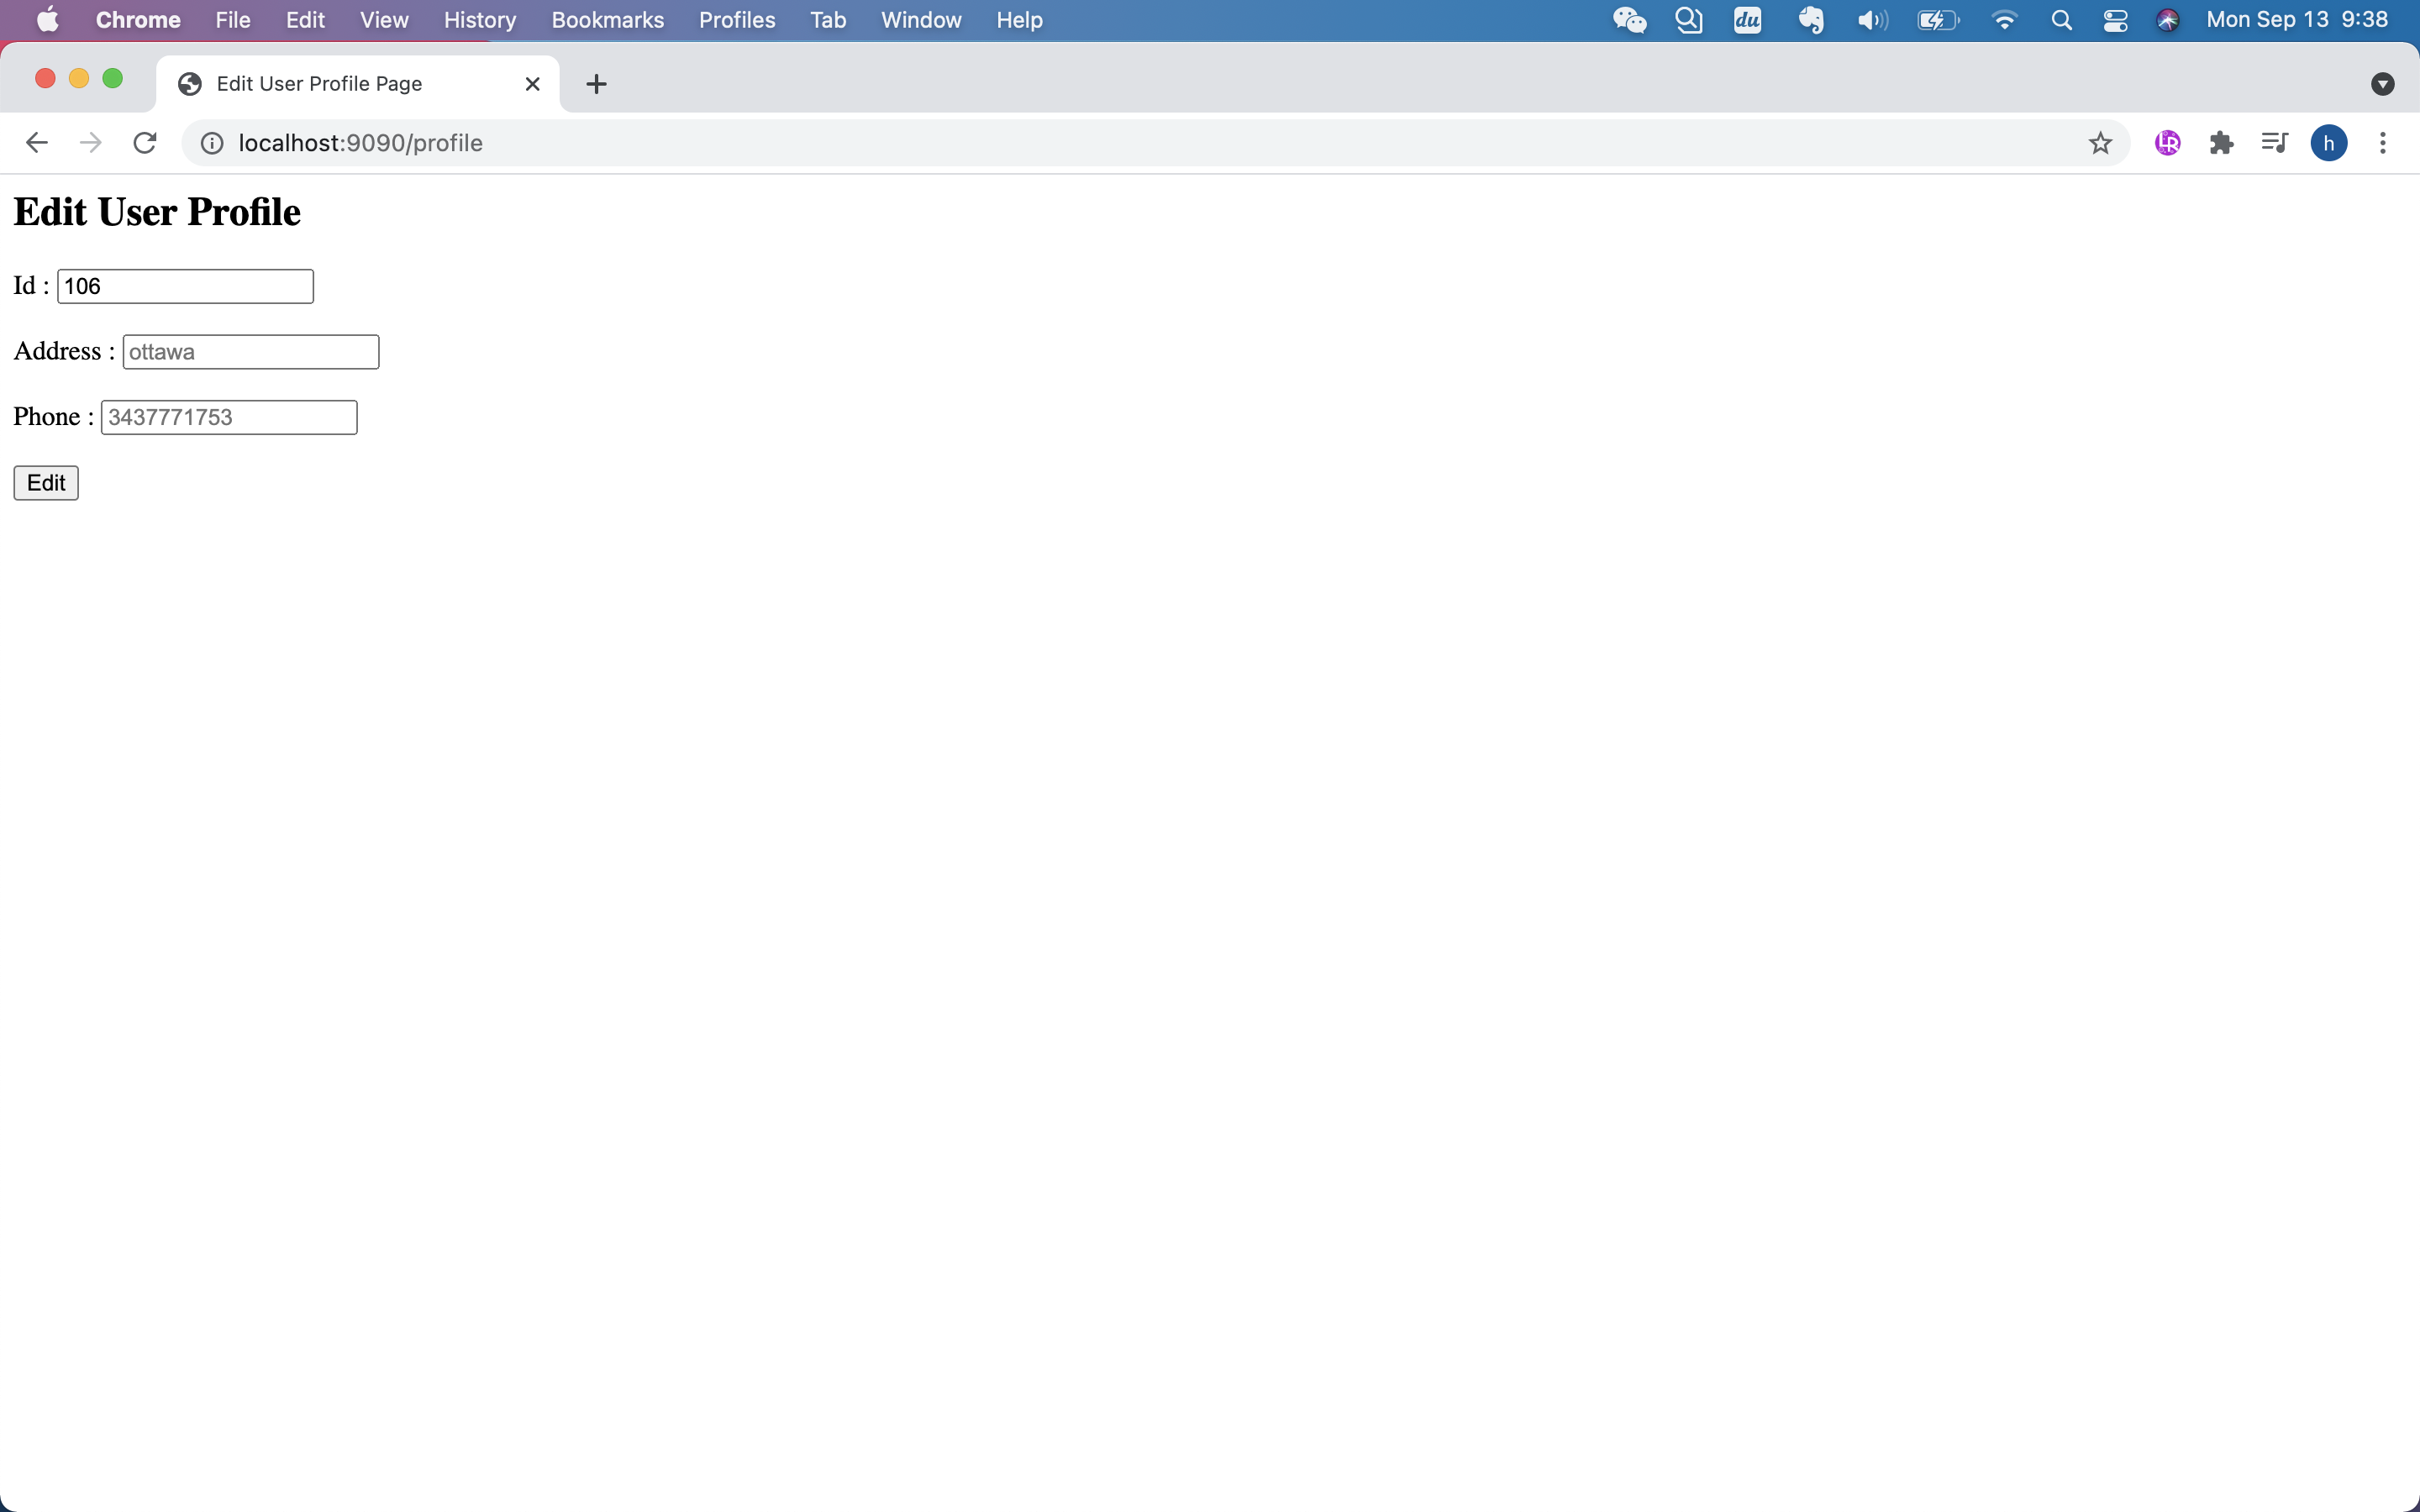 Chrome File Edit View History Bookmarks Profiles Tab Window Help du Mon Sep 13 9:38
Edit User Profile Page
localhost:9090/profile LR h
Edit User Profile
Id : 106
Address : ottawa
Phone : 3437771753
Edit